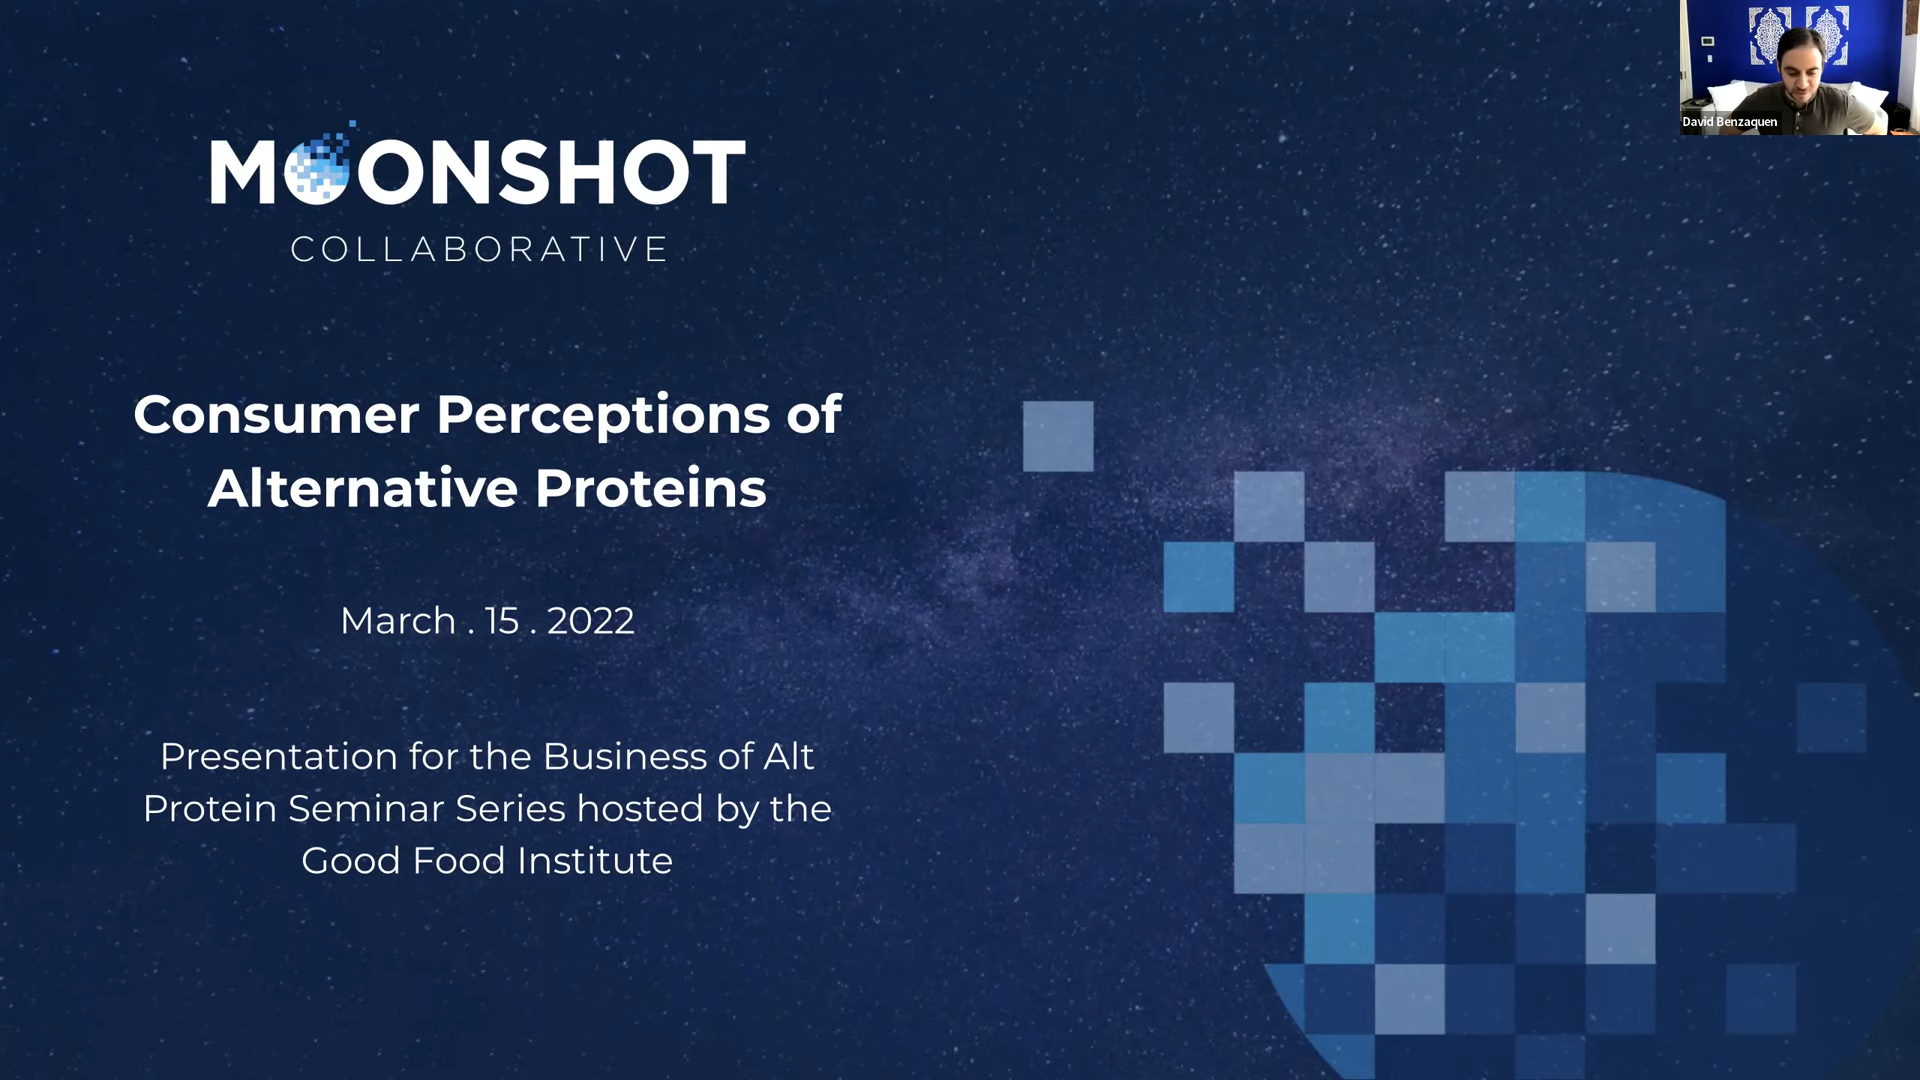 MOONSHOT
COLLABORATIVE
Consumer Perceptions of
Alternative Proteins
March . 15 . 2022
Presentation for the Business of Alt
Protein Seminar Series hosted by the
Good Food Institute
David Benzaquen